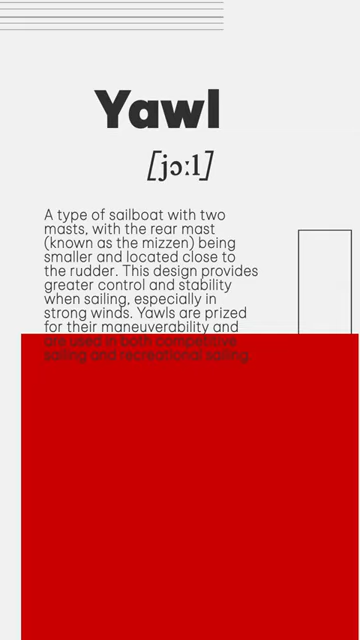 Yawl
[jɔːl]
A type of sailboat with two
masts, with the rear mast
(known as the mizzen) being
smaller and located close to
the rudder. This design provides
greater control and stability
when sailing, especially in
strong winds. Yawls are prized
for their maneuverability and
are used in both competitive
sailing and recreational sailing.